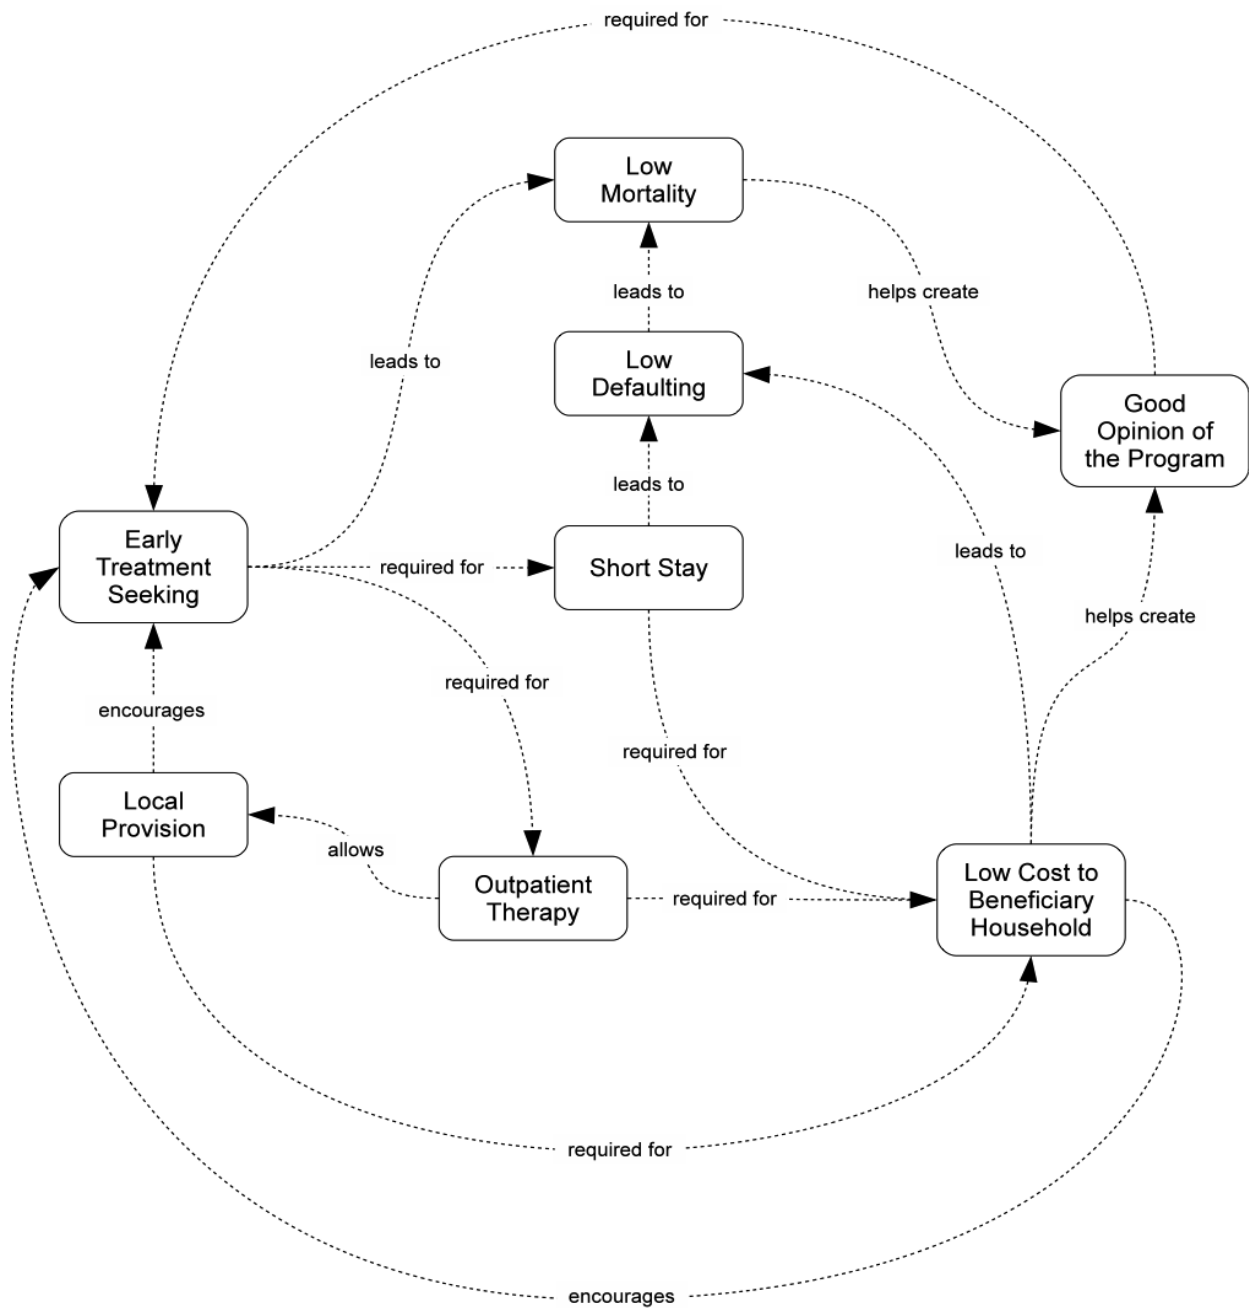 required for
Low
Mortality
leads to
helps create
leads to
Low
Defaulting
Good
Opinion of
the Program
leads to
Early
Treatment
Seeking
required for
Short Stay
leads to
helps create
required for
encourages
required for
Local
Provision
allows
Outpatient
Therapy
required for
Low Cost to
Beneficiary
Household
required for
encourages